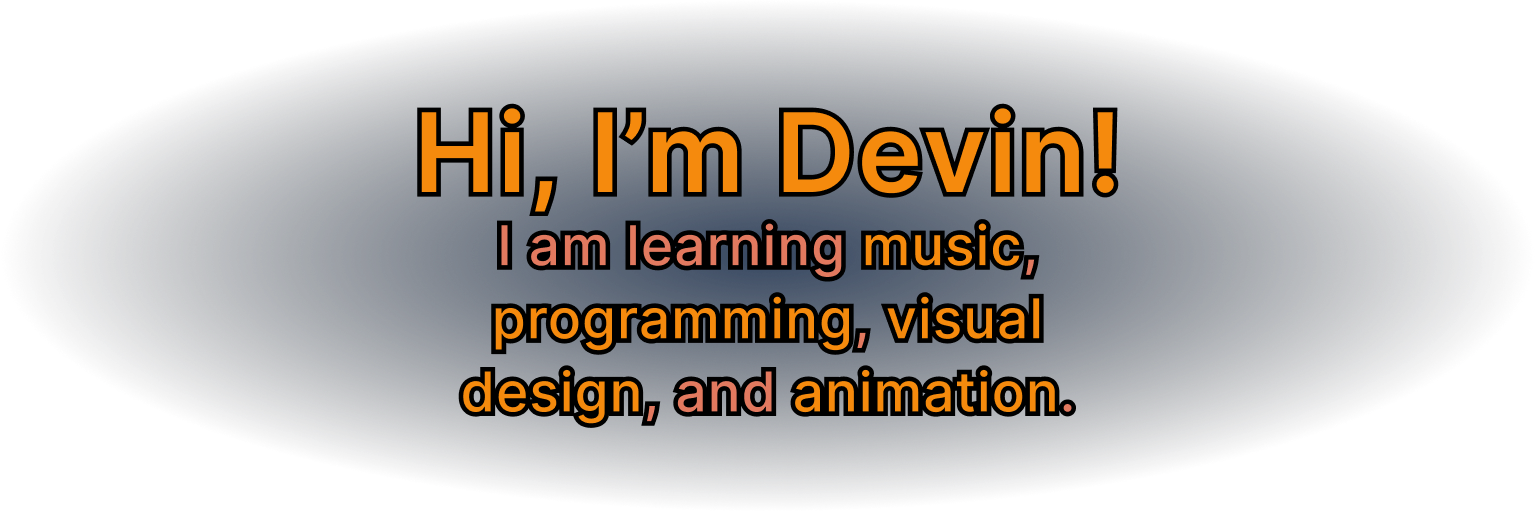 Hi, I’m Devin!
I am learning music,
programming, visual
design, and animation.